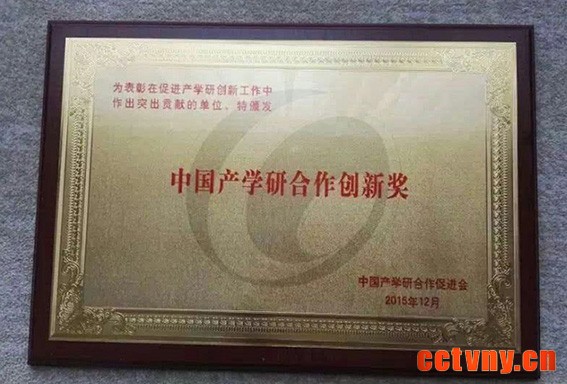 为表彰在促进产学研创新工作中
作出突出贡献的单位。特颁发
中国产学研合作创新奖
中国产学研合作促进会
2015年12月
cctvny.cn